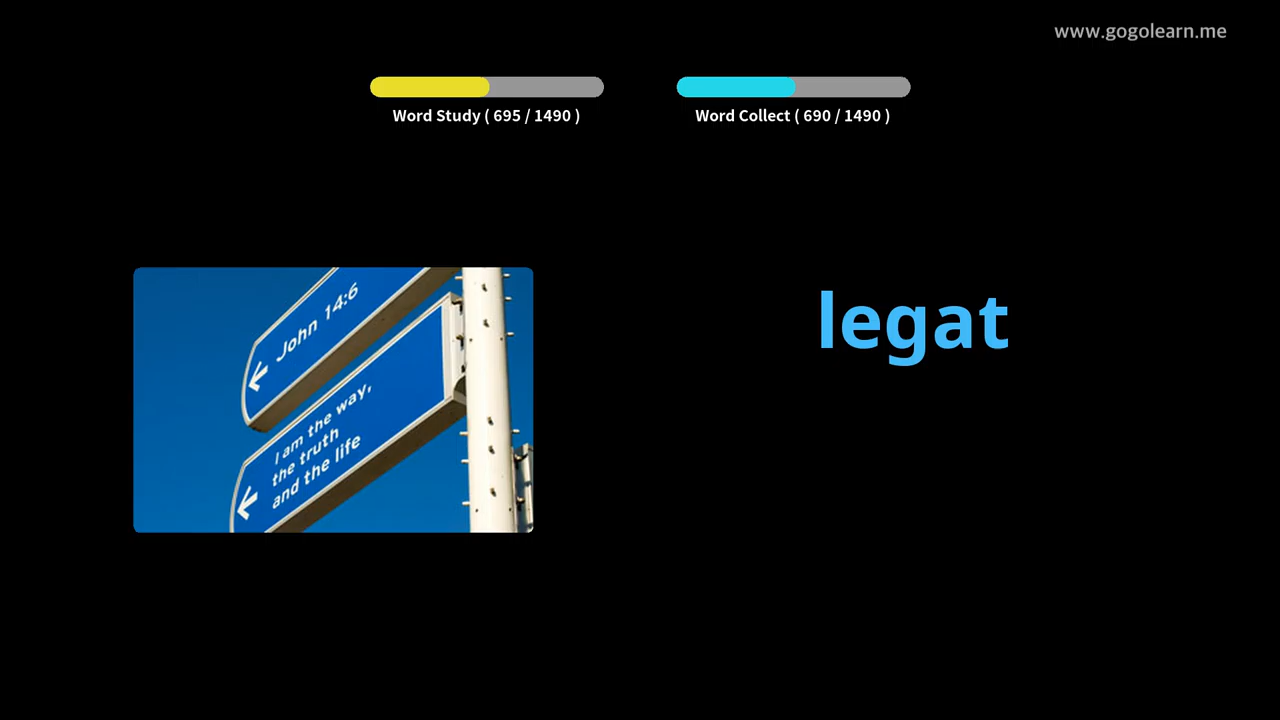 www.gogolearn.me
Word Study ( 695 / 1490 )
Word Collect ( 690 / 1490 )
John 14:6
I am the way,
the truth
and the life
legat